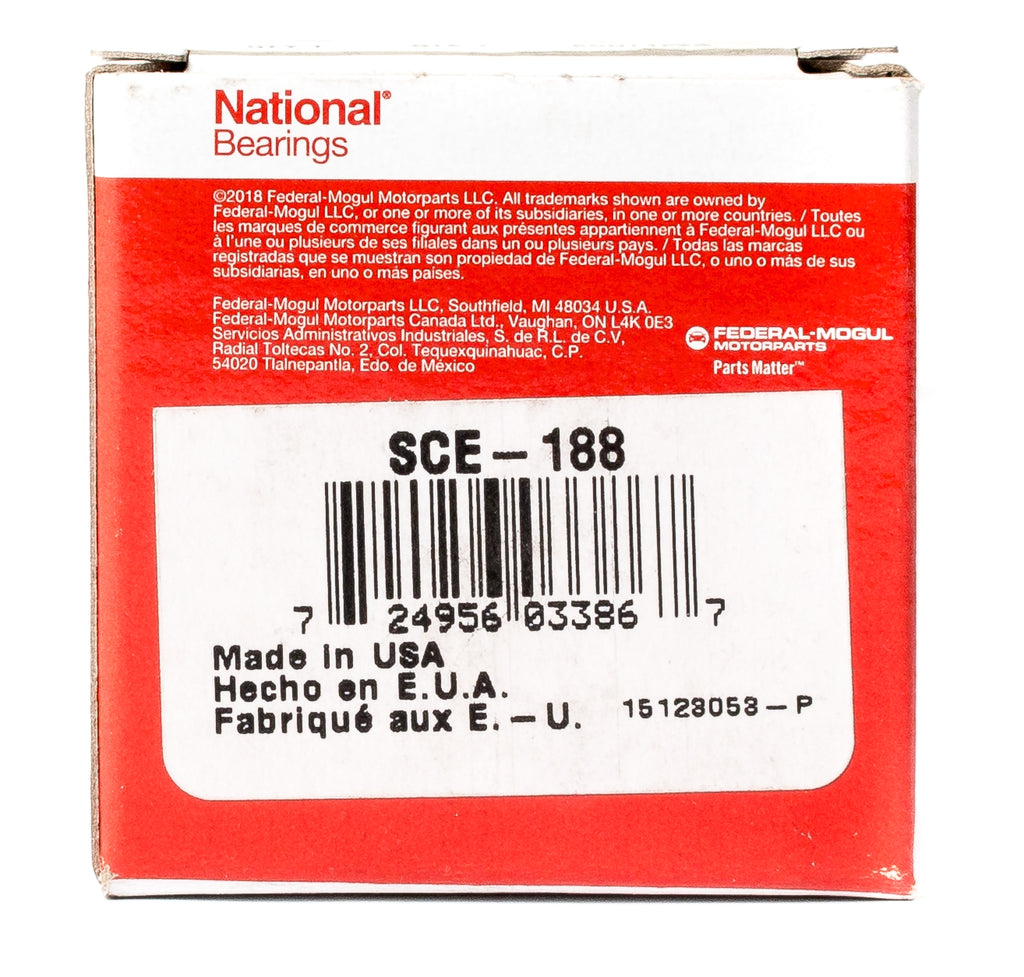 National®
Bearings
©2018 Federal-Mogul Motorparts LLC. All trademarks shown are owned by
Federal-Mogul LLC, or one or more of its subsidiaries, in one or more countries. / Toutes
les marques de commerce figurant aux présentes appartiennent à Federal-Mogul LLC ou
à l'une ou plusieurs de ses filiales dans un ou plusieurs pays. / Todas las marcas
registradas que se muestran son propiedad de Federal-Mogul LLC, o uno o más de sus
subsidiarias, en uno o más países.
Federal-Mogul Motorparts LLC, Southfield, MI 48034 U.S.A.
Federal-Mogul Motorparts Canada Ltd., Vaughan, ON L4K 0E3
Servicios Administrativos Industriales, S. de R.L. de C.V,
Radial Toltecas No. 2, Col. Tequexquinahuac, C.P.
54020 Tlalnepantla, Edo. de México
FEDERAL-MOGUL
MOTORPARTS
Parts Matter™
SCE-188
7 24956 03386 7
Made in USA
Hecho en E.U.A.
Fabriqué aux E.-U.
15123053-P